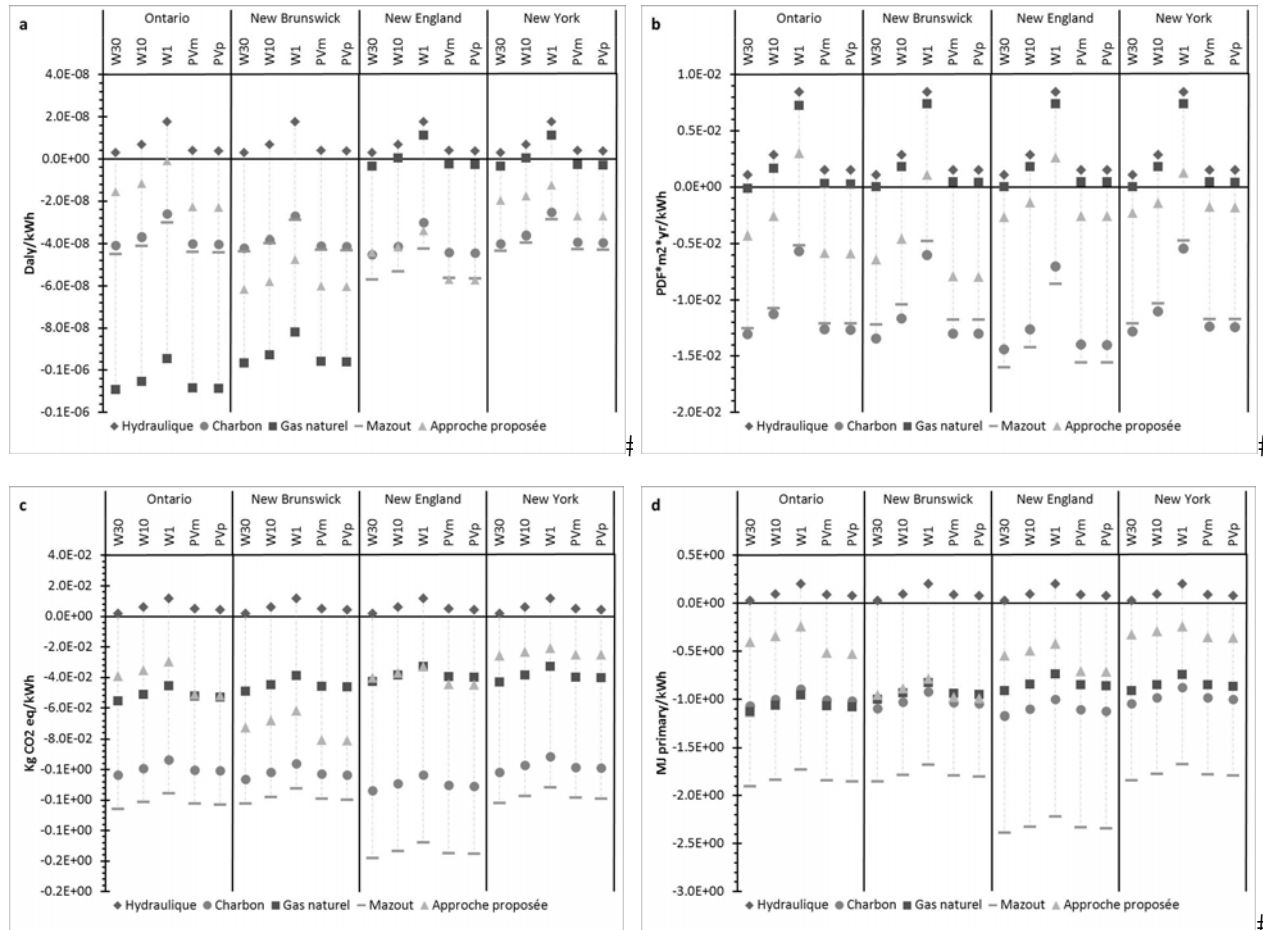 a
Ontario New Brunswick New England New York
W30 W10 W1 PVm PVp W30 W10 W1 PVm PVp W30 W10 W1 PVm PVp W30 W10 W1 PVm PVp
4.0E-08
2.0E-08
0.0E+00
-2.0E-08
-4.0E-08
-6.0E-08
-8.0E-08
-0.1E-06
-0.1E-06
Daly/kWh
Hydraulique Charbon Gas naturel Mazout Approche proposée
b
Ontario New Brunswick New England New York
W30 W10 W1 PVm PVp W30 W10 W1 PVm PVp W30 W10 W1 PVm PVp W30 W10 W1 PVm PVp
1.0E-02
0.5E-02
0.0E+00
-0.5E-02
-1.0E-02
-1.5E-02
-2.0E-02
PDF*m2*yr/kWh
Hydraulique Charbon Gas naturel Mazout Approche proposée
c
Ontario New Brunswick New England New York
W30 W10 W1 PVm PVp W30 W10 W1 PVm PVp W30 W10 W1 PVm PVp W30 W10 W1 PVm PVp
4.0E-02
2.0E-02
0.0E+00
-2.0E-02
-4.0E-02
-6.0E-02
-8.0E-02
-0.1E+00
-0.1E+00
-0.1E+00
-0.2E+00
-0.2E+00
Kg CO2 eq/kWh
Hydraulique Charbon Gas naturel Mazout Approche proposée
d
Ontario New Brunswick New England New York
W30 W10 W1 PVm PVp W30 W10 W1 PVm PVp W30 W10 W1 PVm PVp W30 W10 W1 PVm PVp
0.5E+00
0.0E+00
-0.5E+00
-1.0E+00
-1.5E+00
-2.0E+00
-2.5E+00
-3.0E+00
MJ primary/kWh
Hydraulique Charbon Gas naturel Mazout Approche proposée